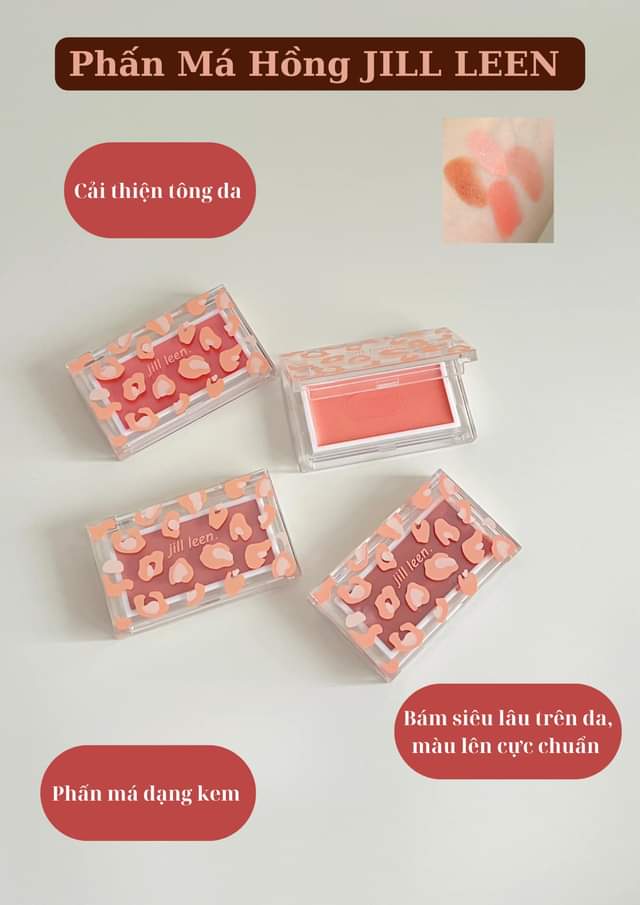 Phấn Má Hồng JILL LEEN
Cải thiện tông da
jill leen.
jill leen.
jill leen.
Bám siêu lâu trên da,
màu lên cực chuẩn
Phấn má dạng kem